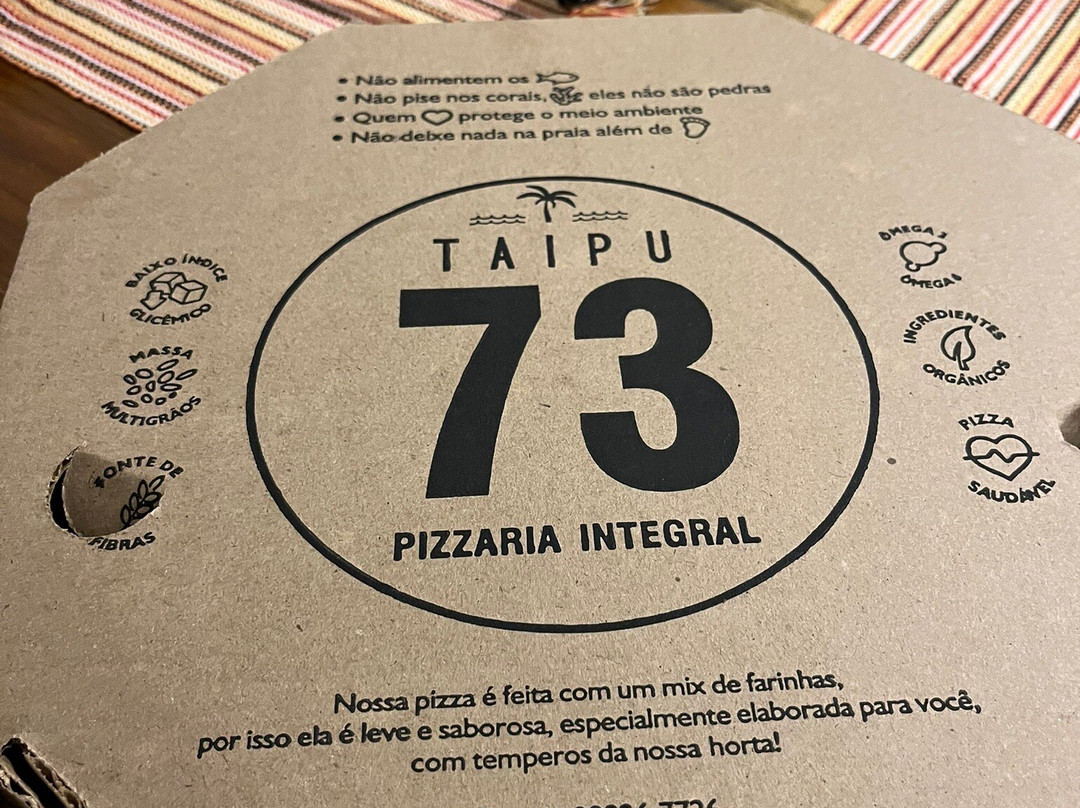 • Não alimentem os
• Não pise nos corais, eles não são pedras
• Quem protege o meio ambiente
• Não deixe nada na praia além de
TAIPU
73
PIZZARIA INTEGRAL
BAIXO ÍNDICE
GLICÊMICO
MASSA
MULTIGRÃOS
FONTE DE
FIBRAS
ÔMEGA 3
ÔMEGA 6
INGREDIENTES
ORGÂNICOS
PIZZA
SAUDÁVEL
Nossa pizza é feita com um mix de farinhas,
por isso ela é leve e saborosa, especialmente elaborada para você,
com temperos da nossa horta!